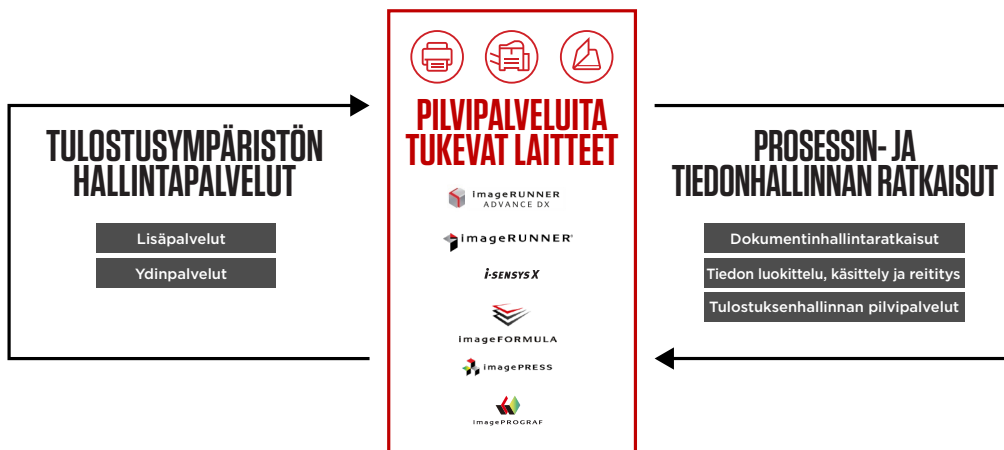 TULOSTUSYMPÄRISTÖN
HALLINTAPALVELUT
Lisäpalvelut
Ydinpalvelut
PILVIPALVELUITA
TUKEVAT LAITTEET
imageRUNNER
ADVANCE DX
imageRUNNER®
i-SENSYS X
imageFORMULA
imagePRESS
imagePROGRAF
PROSESSIN- JA
TIEDONHALLINNAN RATKAISUT
Dokumentinhallintaratkaisut
Tiedon luokittelu, käsittely ja reititys
Tulostuksenhallinnan pilvipalvelut